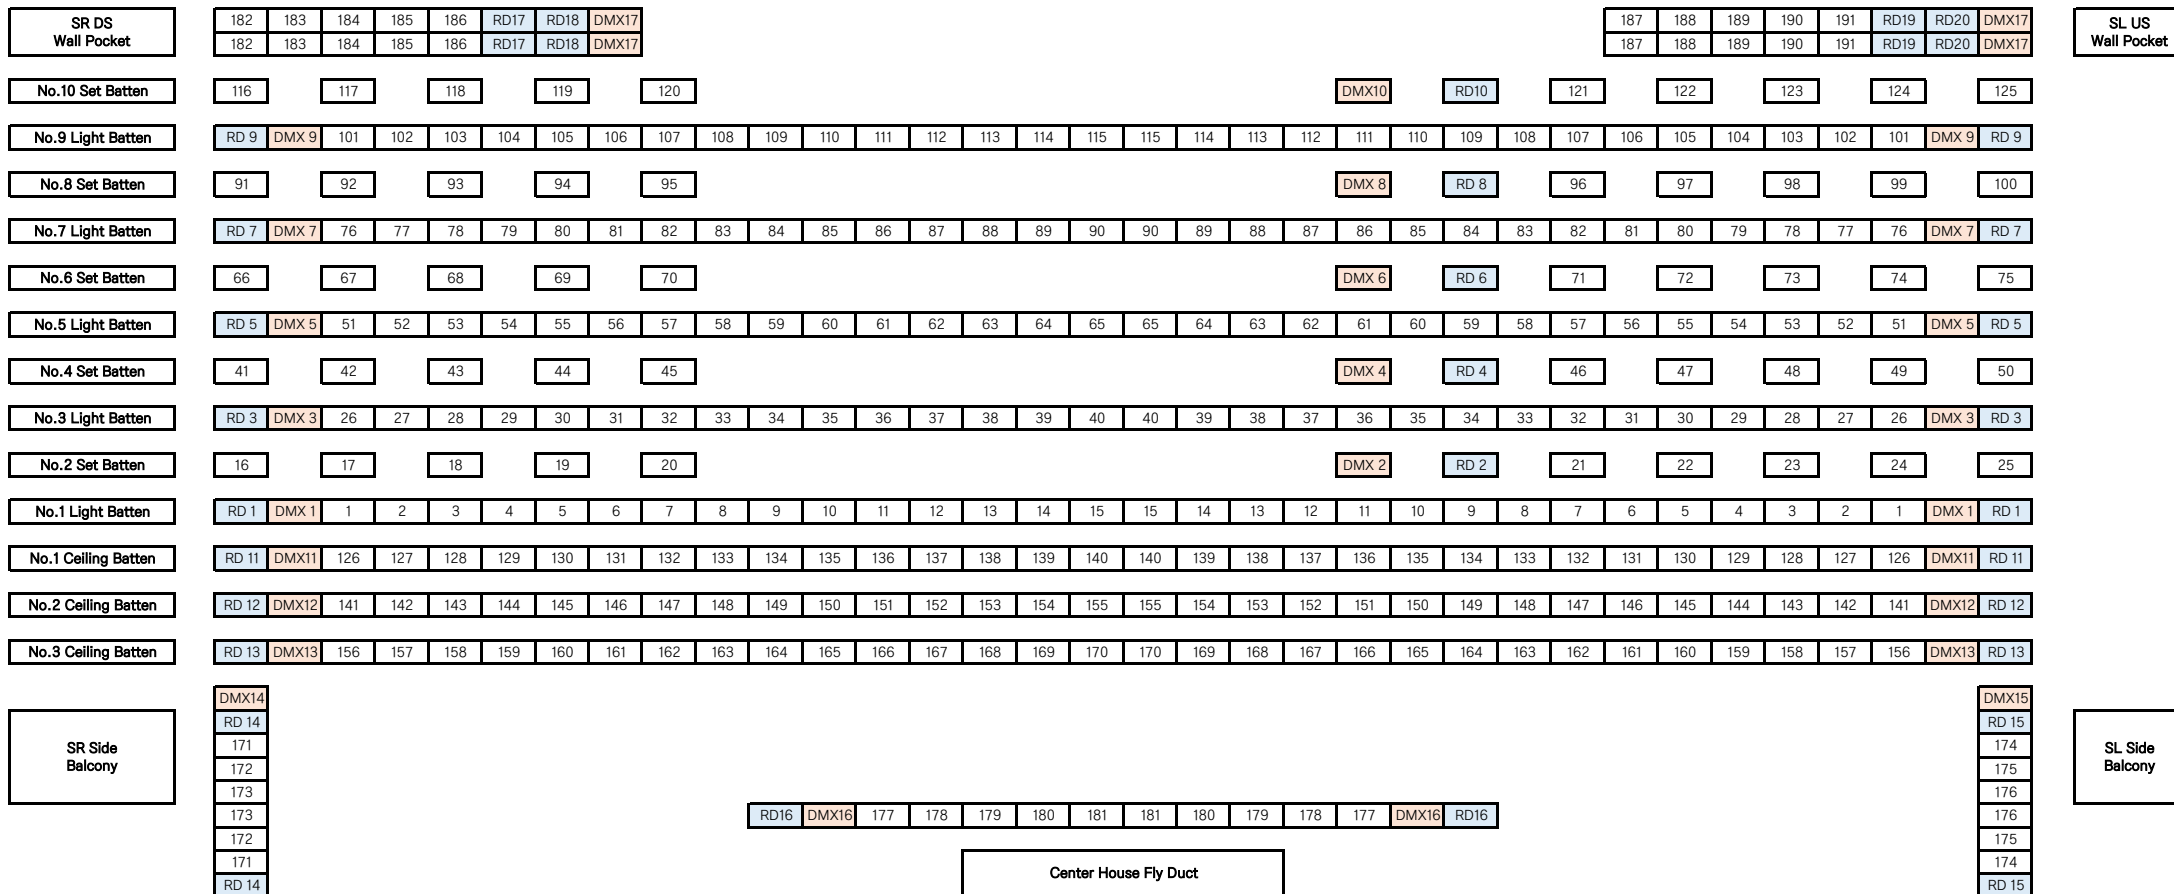 SR DS 182 183 184 185 186 RD17 RD18 DMX17 187 188 189 190 191 RD19 RD20 DMX17 SL US
Wall Pocket 182 183 184 185 186 RD17 RD18 DMX17 187 188 189 190 191 RD19 RD20 DMX17 Wall Pocket
No.10 Set Batten 116 117 118 119 120 DMX10 RD10 121 122 123 124 125
No.9 Light Batten RD 9 DMX 9 101 102 103 104 105 106 107 108 109 110 111 112 113 114 115 115 114 113 112 111 110 109 108 107 106 105 104 103 102 101 DMX 9 RD 9
No.8 Set Batten 91 92 93 94 95 DMX 8 RD 8 96 97 98 99 100
No.7 Light Batten RD 7 DMX 7 76 77 78 79 80 81 82 83 84 85 86 87 88 89 90 90 89 88 87 86 85 84 83 82 81 80 79 78 77 76 DMX 7 RD 7
No.6 Set Batten 66 67 68 69 70 DMX 6 RD 6 71 72 73 74 75
No.5 Light Batten RD 5 DMX 5 51 52 53 54 55 56 57 58 59 60 61 62 63 64 65 65 64 63 62 61 60 59 58 57 56 55 54 53 52 51 DMX 5 RD 5
No.4 Set Batten 41 42 43 44 45 DMX 4 RD 4 46 47 48 49 50
No.3 Light Batten RD 3 DMX 3 26 27 28 29 30 31 32 33 34 35 36 37 38 39 40 40 39 38 37 36 35 34 33 32 31 30 29 28 27 26 DMX 3 RD 3
No.2 Set Batten 16 17 18 19 20 DMX 2 RD 2 21 22 23 24 25
No.1 Light Batten RD 1 DMX 1 1 2 3 4 5 6 7 8 9 10 11 12 13 14 15 15 14 13 12 11 10 9 8 7 6 5 4 3 2 1 DMX 1 RD 1
No.1 Ceiling Batten RD 11 DMX11 126 127 128 129 130 131 132 133 134 135 136 137 138 139 140 140 139 138 137 136 135 134 133 132 131 130 129 128 127 126 DMX11 RD 11
No.2 Ceiling Batten RD 12 DMX12 141 142 143 144 145 146 147 148 149 150 151 152 153 154 155 155 154 153 152 151 150 149 148 147 146 145 144 143 142 141 DMX12 RD 12
No.3 Ceiling Batten RD 13 DMX13 156 157 158 159 160 161 162 163 164 165 166 167 168 169 170 170 169 168 167 166 165 164 163 162 161 160 159 158 157 156 DMX13 RD 13
DMX14 DMX15
RD 14 RD 15
SR Side 171 174 SL Side
Balcony 172 175 Balcony
173 176
173 RD16 DMX16 177 178 179 180 181 181 180 179 178 177 DMX16 RD16 176
172 175
171 Center House Fly Duct 174
RD 14 RD 15